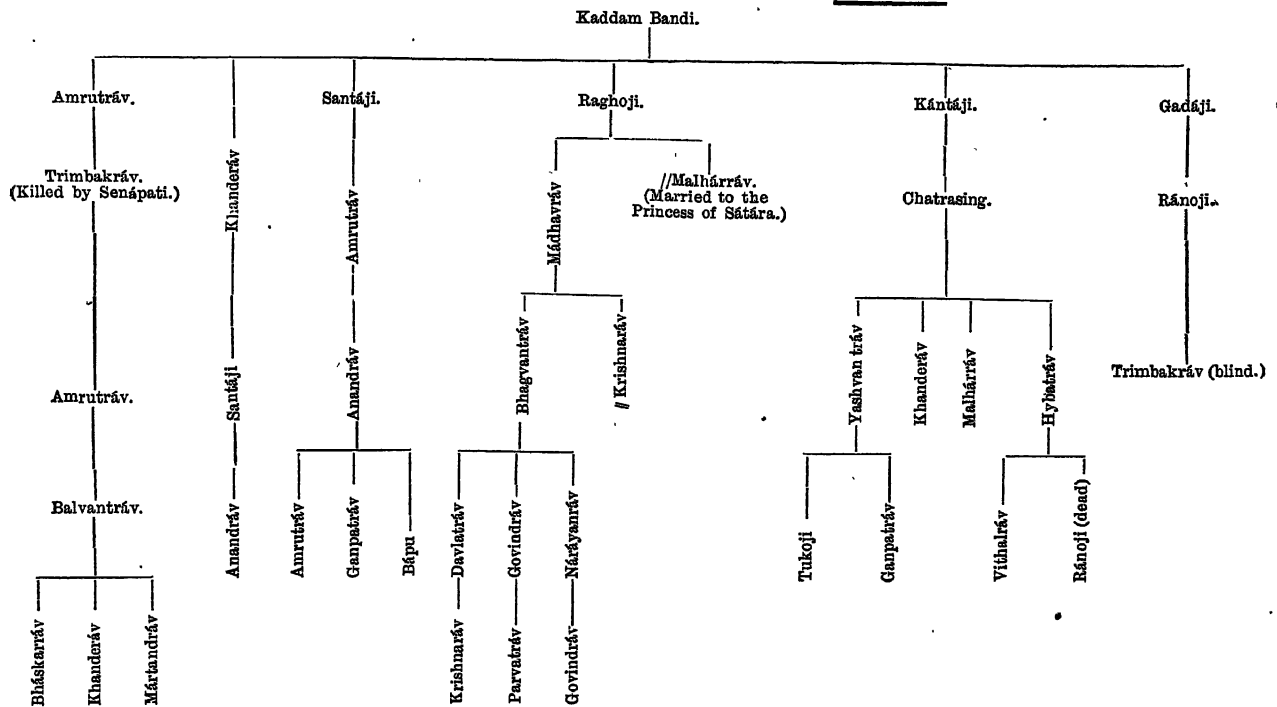 Kaddam Bandi.
Amrutráv.
Santáji.
Raghoji.
Kántáji.
Gadáji.
Trimbakráv.
(Killed by Senápati.)
Khanderáv
Amrutráv
Mádhavráv
//Malhárráv.
(Married to the
Princess of Sátára.)
Chatrasing.
Ránoji.
Amrutráv.
Santáji
Anandráv
Bhagvantráv
// Krishnaráv
Yashvan tráv
Khanderáv
Malhárráv
Hybatráv
Trimbakráv (blind.)
Balvantráv.
Anandráv
Amrutráv
Ganpatráv
Bápu
Davlatráv
Govindráv
Náráyanráv
Tukoji
Ganpatráv
Vithalráv
Ránoji (dead)
Bháskarráv
Khanderáv
Mártandráv
Krishnaráv
Parvatráv
Govindráv